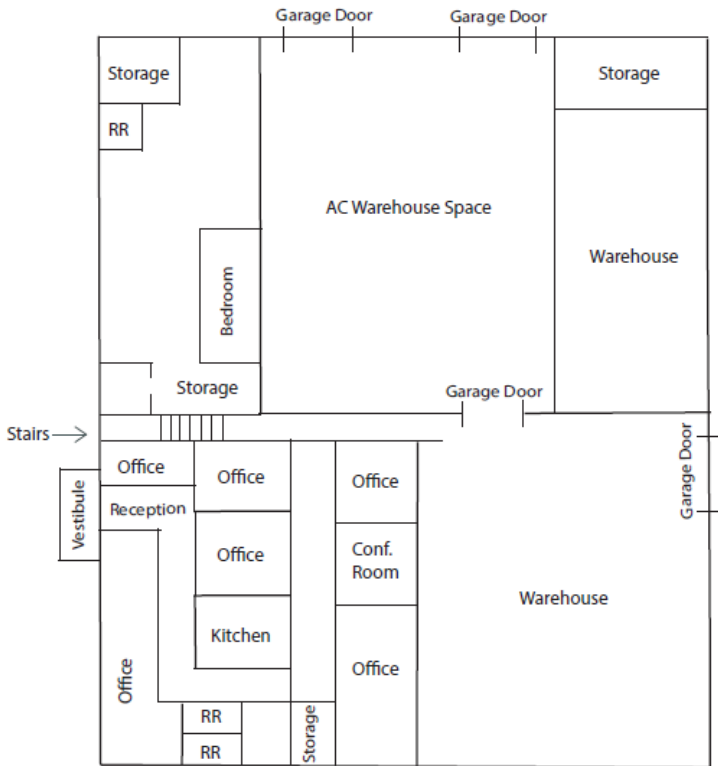 Garage Door
Garage Door
Storage
Storage
RR
AC Warehouse Space
Warehouse
Bedroom
Storage
Garage Door
Stairs
Garage Door
Office
Office
Office
Vestibule
Reception
Office
Conf.
Room
Warehouse
Kitchen
Office
Office
RR
Storage
RR